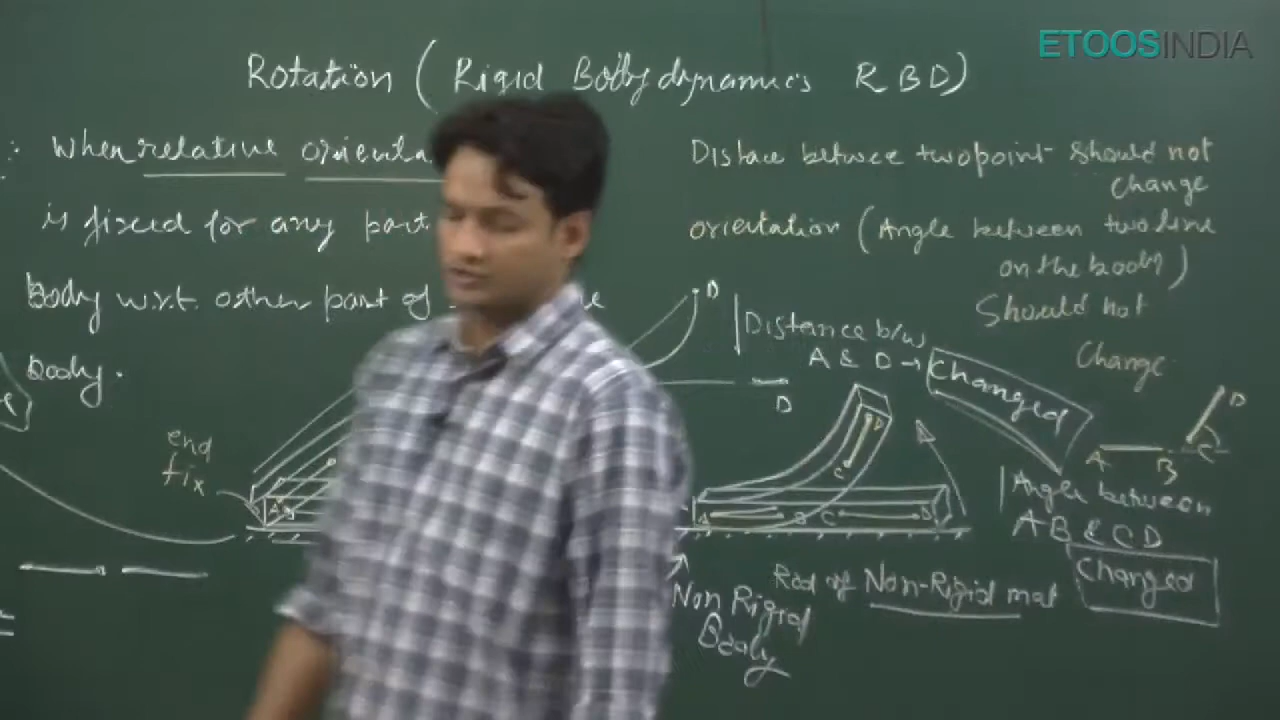 ETOOSINDIA
Rotation (Rigid Body dynamics RBD)
: when relative orienta
is fixed for any part
body w.r.t. other part of
body.
Distace betwee two point should not
change
orientation (Angle between two line
on the body)
Should not
Change
D
Distance b/w
A & D → Changed
D
end
fix
A
D
C
A B C D
D
A B C
Angle between
AB & CD
Changed
Rod of Non-Rigid mat
Non Rigid
Body